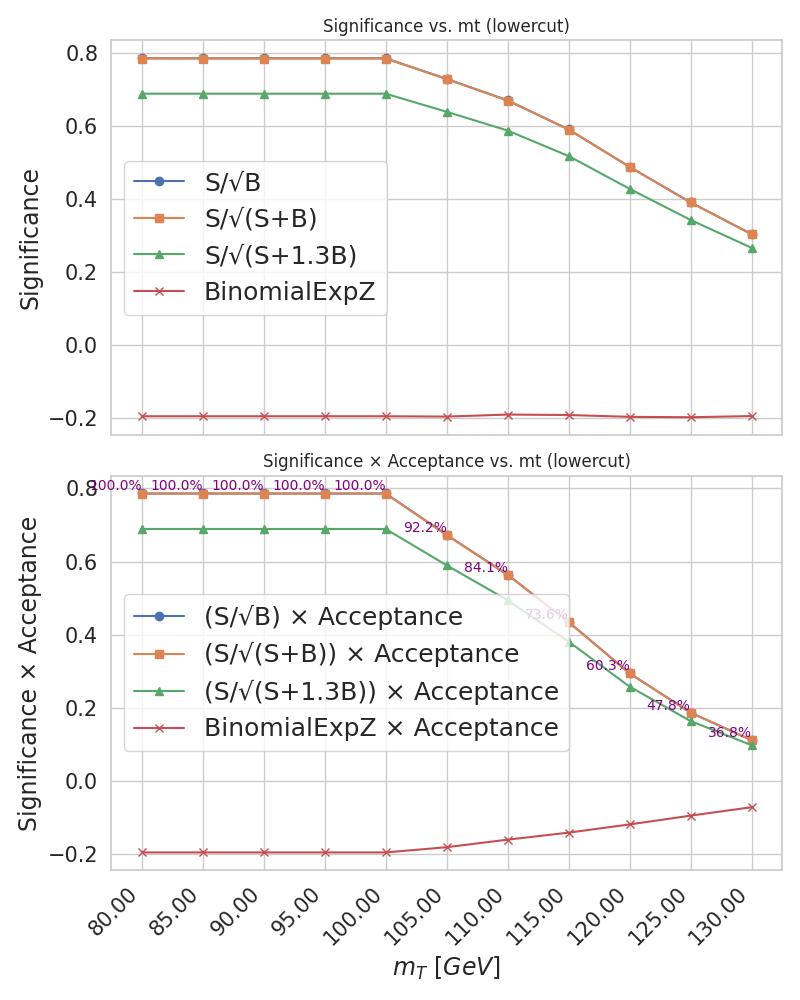 Significance vs. mt (lowercut)
Significance
0.8
0.6
0.4
0.2
0.0
−0.2
S/√B
S/√(S+B)
S/√(S+1.3B)
BinomialExpZ
Significance × Acceptance vs. mt (lowercut)
Significance × Acceptance
0.8
0.6
0.4
0.2
0.0
−0.2
100.0% 100.0% 100.0% 100.0% 100.0%
92.2%
84.1%
73.6%
60.3%
47.8%
36.8%
(S/√B) × Acceptance
(S/√(S+B)) × Acceptance
(S/√(S+1.3B)) × Acceptance
BinomialExpZ × Acceptance
80.00 85.00 90.00 95.00 100.00 105.00 110.00 115.00 120.00 125.00 130.00
m_T [GeV]